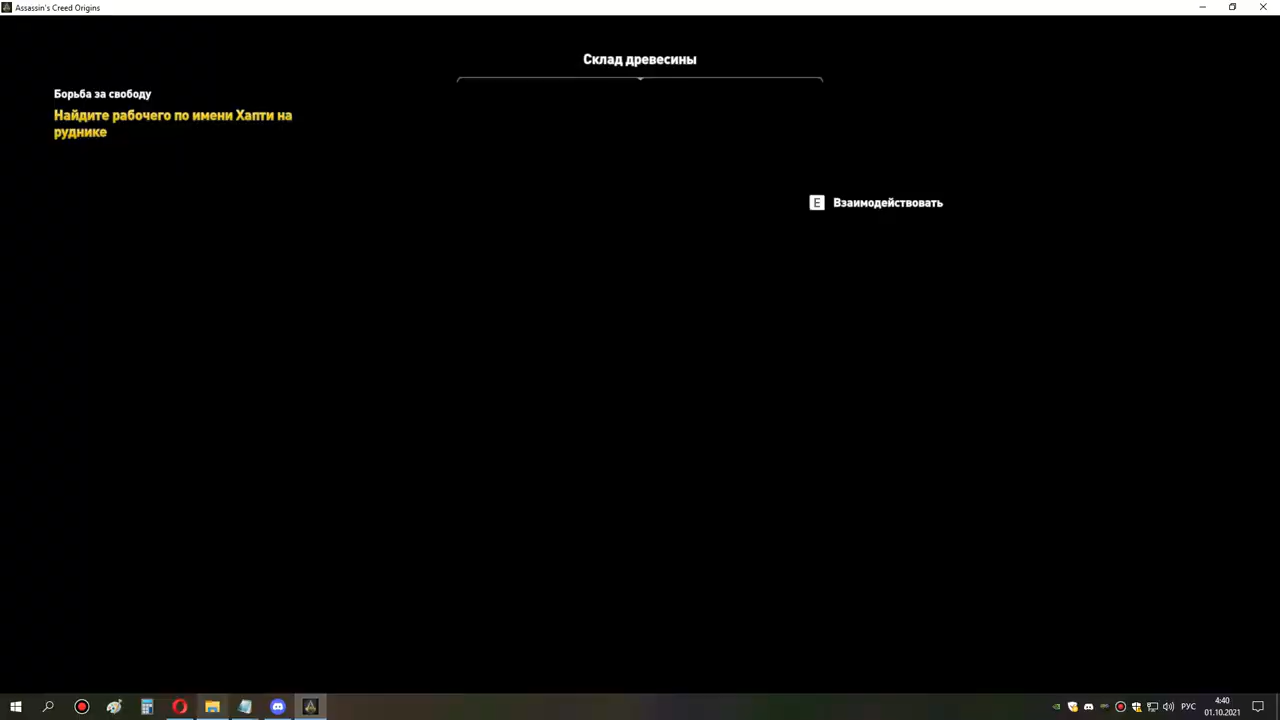 Assassin's Creed Origins
Склад древесины
Борьба за свободу
Найдите рабочего по имени Хапти на
руднике
E Взаимодействовать
РУС
4:40
01.10.2021